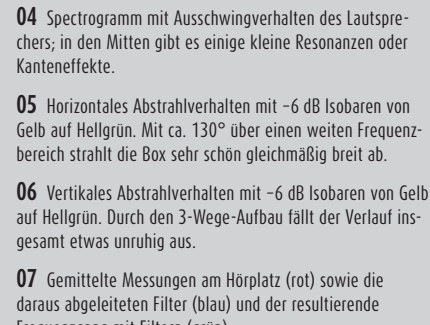 04 Spectrogramm mit Ausschwingverhalten des Lautspre-
chers; in den Mitten gibt es einige kleine Resonanzen oder
Kanteneffekte.
05 Horizontales Abstrahlverhalten mit –6 dB Isobaren von
Gelb auf Hellgrün. Mit ca. 130° über einen weiten Frequenz-
bereich strahlt die Box sehr schön gleichmäßig breit ab.
06 Vertikales Abstrahlverhalten mit –6 dB Isobaren von Gelb
auf Hellgrün. Durch den 3-Wege-Aufbau fällt der Verlauf ins-
gesamt etwas unruhig aus.
07 Gemittelte Messungen am Hörplatz (rot) sowie die
daraus abgeleiteten Filter (blau) und der resultierende